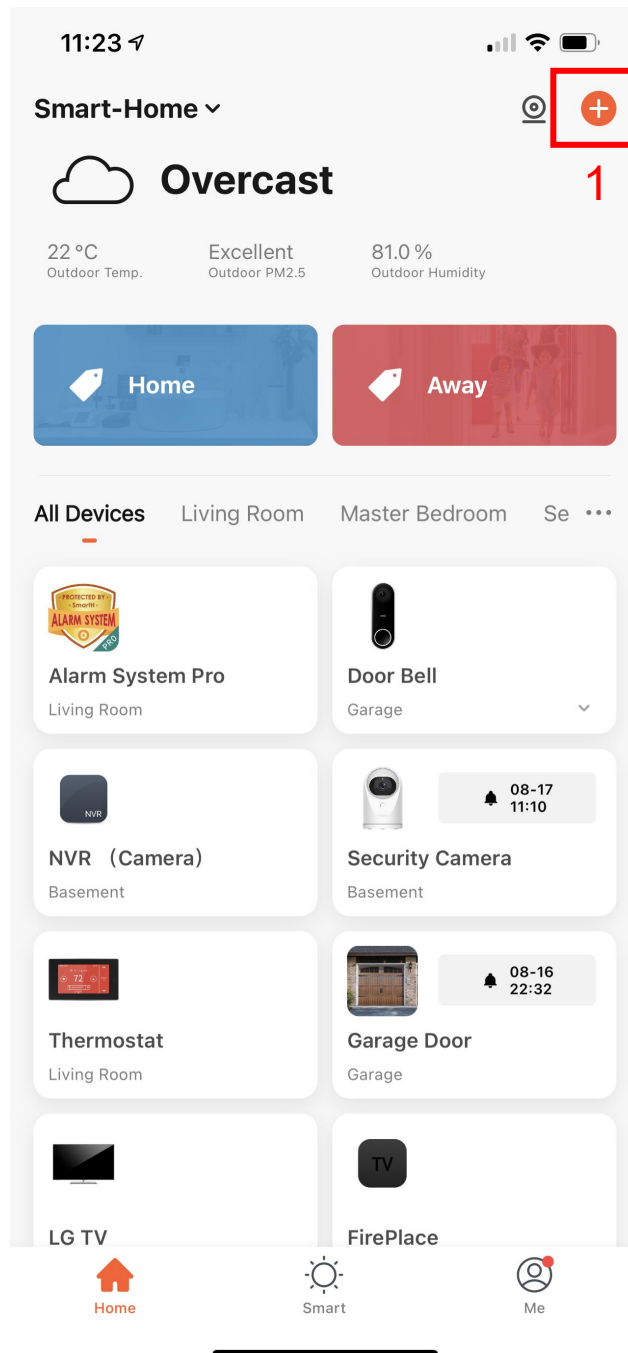 11:23
Smart-Home
1
Overcast
22 °C Excellent 81.0 %
Outdoor Temp. Outdoor PM2.5 Outdoor Humidity
Home Away
All Devices Living Room Master Bedroom Se ···
PROTECTED BY
SmartH
ALARM SYSTEM
PRO
Alarm System Pro
Living Room
Door Bell
Garage
NVR
NVR （Camera）
Basement
08-17
11:10
Security Camera
Basement
72
Thermostat
Living Room
08-16
22:32
Garage Door
Garage
LG TV
TV
FirePlace
Home Smart Me